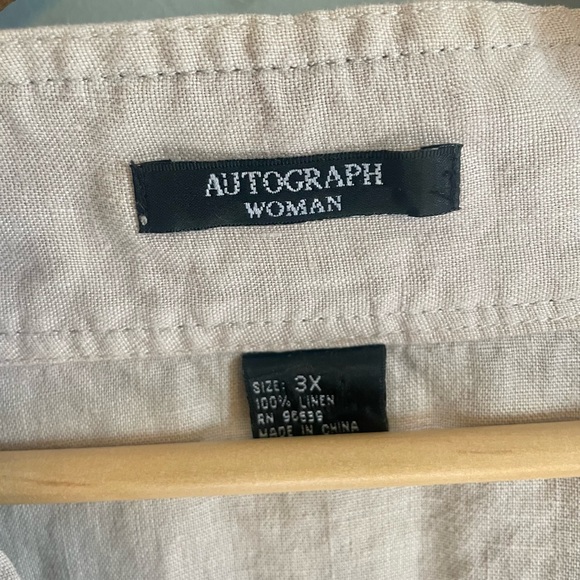 AUTOGRAPH
WOMAN
SIZE: 3X
100% LINEN
RN 96639
MADE IN CHINA